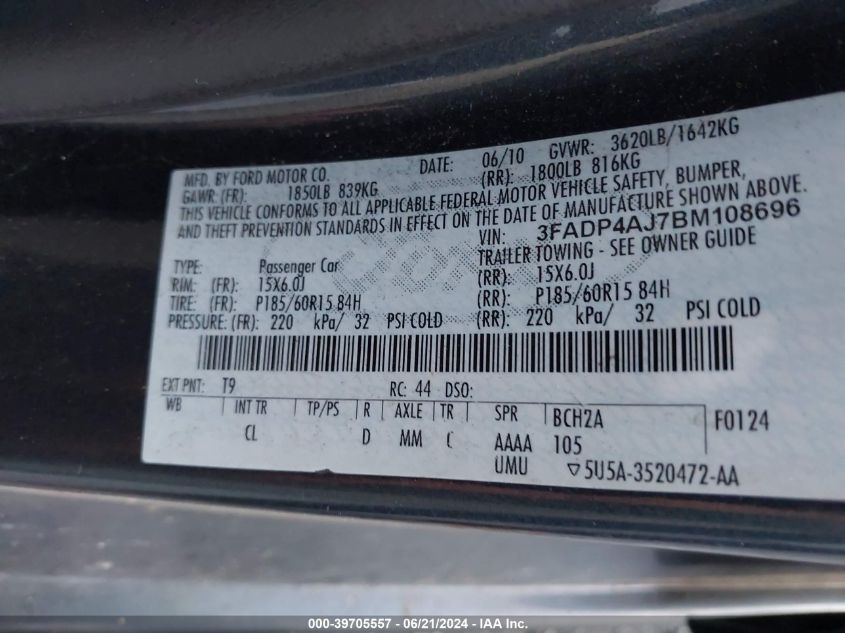 MFD. BY FORD MOTOR CO. DATE: 06/10 GVWR: 3620LB/1642KG
GAWR: (FR): 1850LB 839KG (RR): 1800LB 816KG
THIS VEHICLE CONFORMS TO ALL APPLICABLE FEDERAL MOTOR VEHICLE SAFETY, BUMPER,
AND THEFT PREVENTION STANDARDS IN EFFECT ON THE DATE OF MANUFACTURE SHOWN ABOVE.
VIN: 3FADP4AJ7BM108696
TYPE: Passenger Car TRAILER TOWING - SEE OWNER GUIDE
RIM: (FR): 15X6.0J (RR): 15X6.0J
TIRE: (FR): P185/60R15 84H (RR): P185/60R15 84H
PRESSURE: (FR): 220 kPa/ 32 PSI COLD (RR): 220 kPa/ 32 PSI COLD
EXT PNT: T9 RC: 44 DSO:
WB INT TR TP/PS R AXLE TR SPR BCH2A F0124
CL D MM C AAAA 105
UMU ▽5U5A-3520472-AA
000-39705557 - 06/21/2024 - IAA Inc.